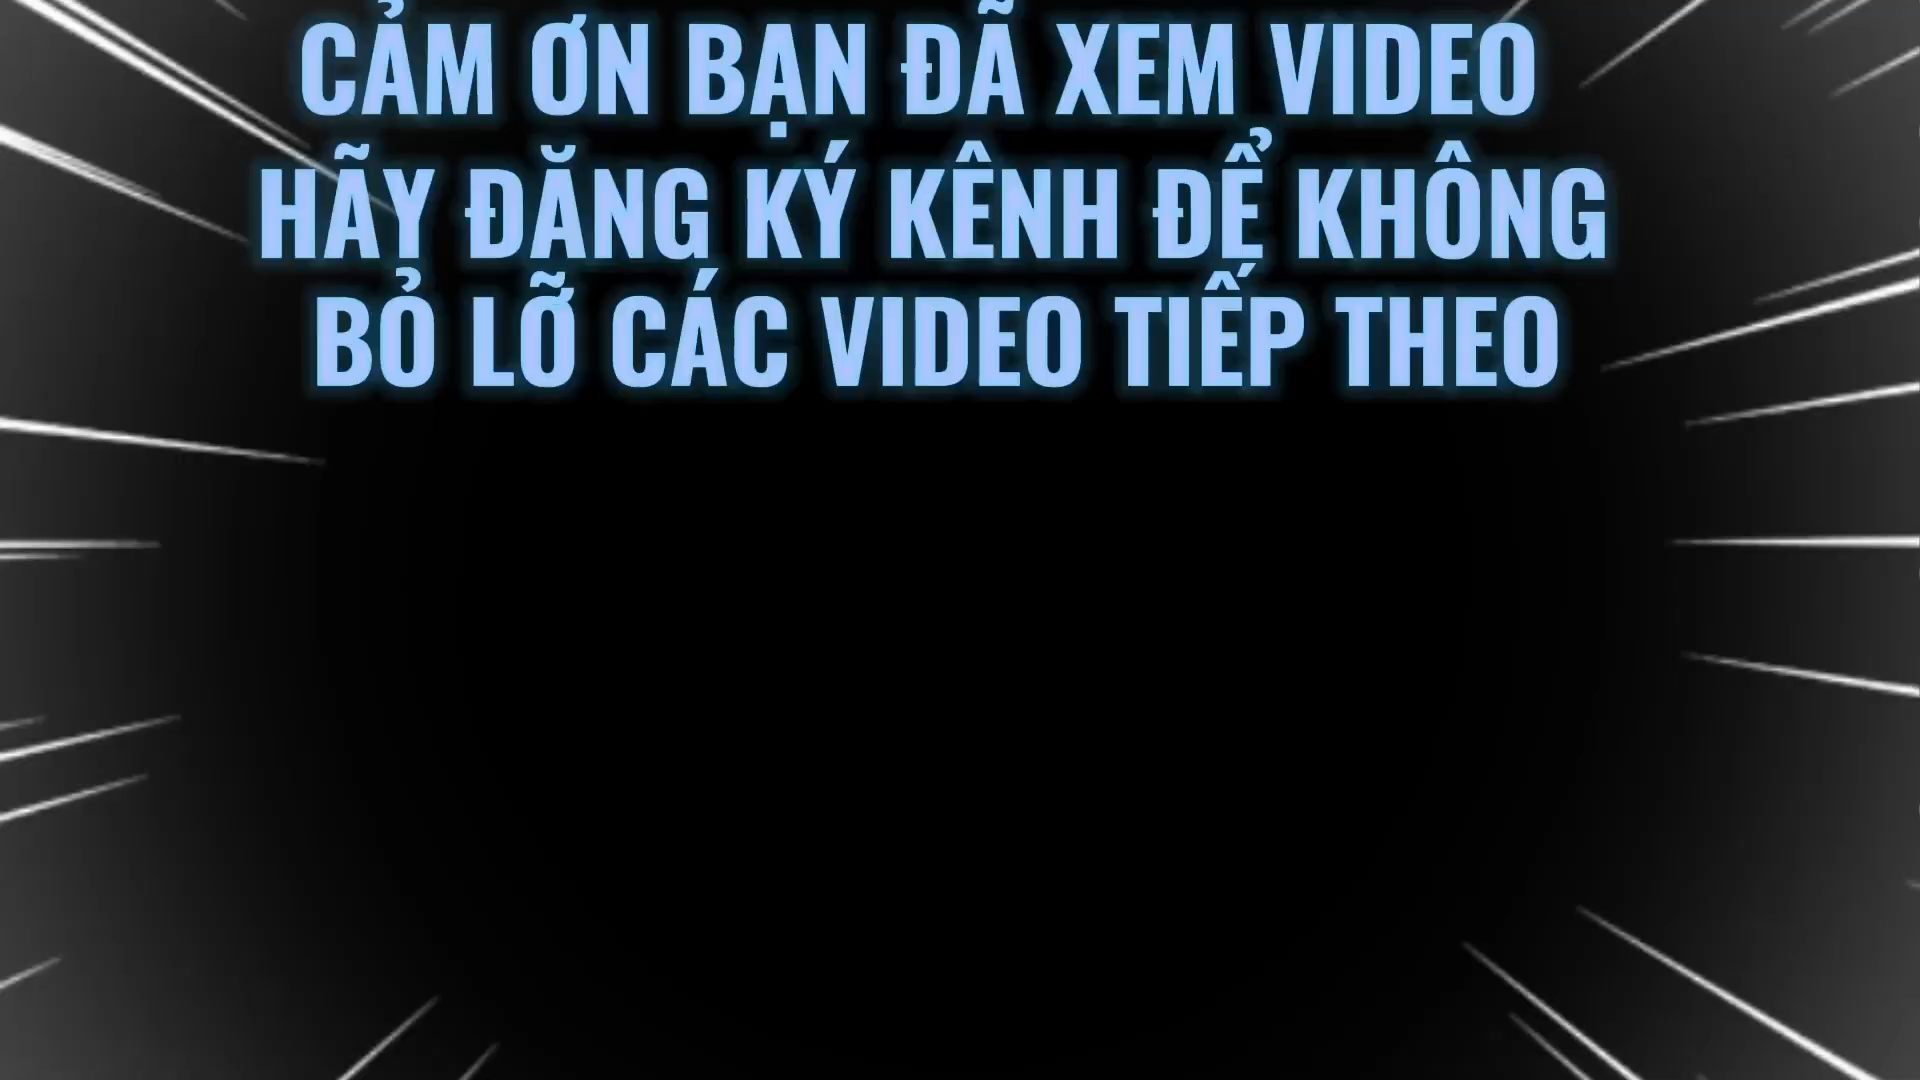 CẢM ƠN BẠN ĐÃ XEM VIDEO
HÃY ĐĂNG KÝ KÊNH ĐỂ KHÔNG
BỎ LỠ CÁC VIDEO TIẾP THEO